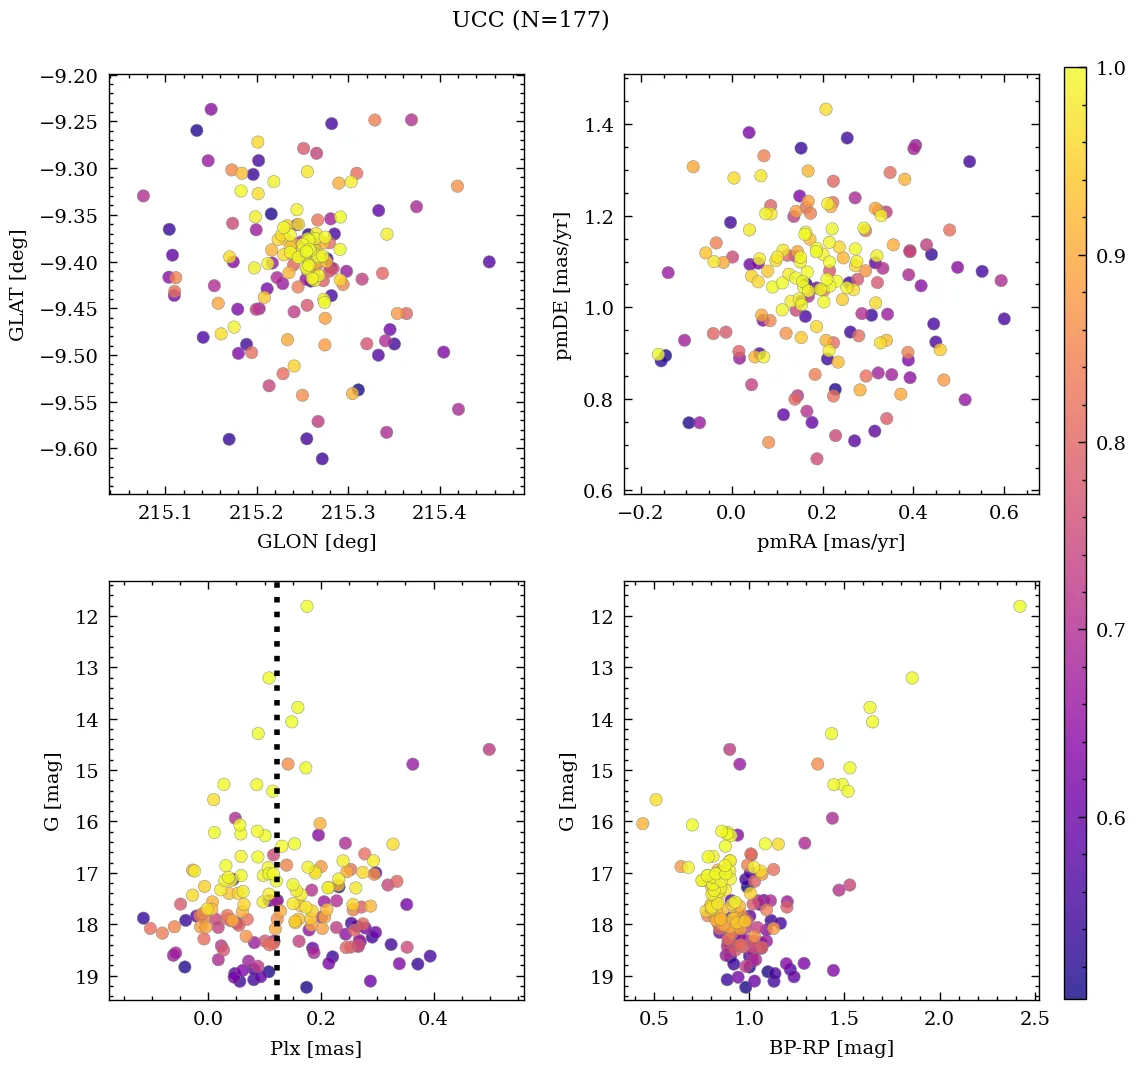 UCC (N=177)
−9.20
−9.25
−9.30
−9.35
−9.40
−9.45
−9.50
−9.55
−9.60
GLAT [deg]
215.1 215.2 215.3 215.4
GLON [deg]
1.4
1.2
1.0
0.8
0.6
pmDE [mas/yr]
−0.2 0.0 0.2 0.4 0.6
pmRA [mas/yr]
1.0
0.9
0.8
0.7
0.6
12
13
14
15
16
17
18
19
G [mag]
0.0 0.2 0.4
Plx [mas]
12
13
14
15
16
17
18
19
G [mag]
0.5 1.0 1.5 2.0 2.5
BP-RP [mag]